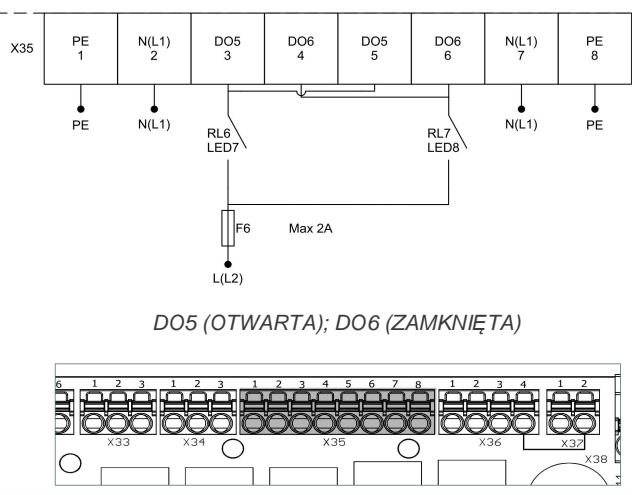 X35
PE N(L1) DO5 DO6 DO5 DO6 N(L1) PE
1 2 3 4 5 6 7 8
PE N(L1) N(L1) PE
RL6 RL7
LED7 LED8
F6 Max 2A
L(L2)
DO5 (OTWARTA); DO6 (ZAMKNIĘTA)
6 1 2 3 1 2 3 1 2 3 4 5 6 7 8 1 2 3 4 1 2
X33 X34 X35 X36 X37
X38